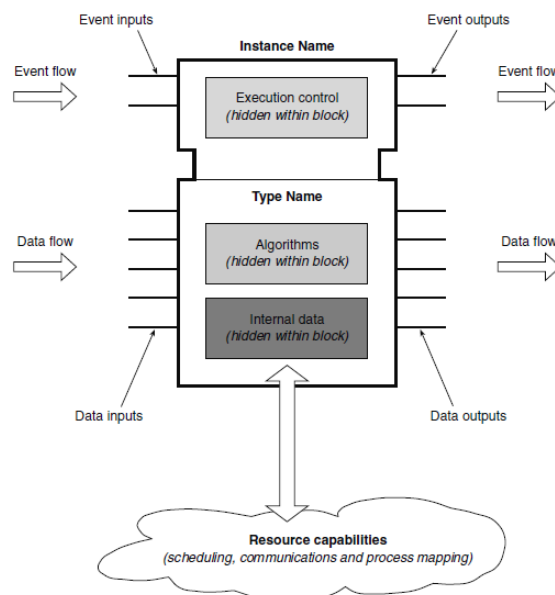 Event inputs
Event outputs
Instance Name
Event flow
Event flow
Execution control
(hidden within block)
Type Name
Data flow
Data flow
Algorithms
(hidden within block)
Internal data
(hidden within block)
Data inputs
Data outputs
Resource capabilities
(scheduling, communications and process mapping)